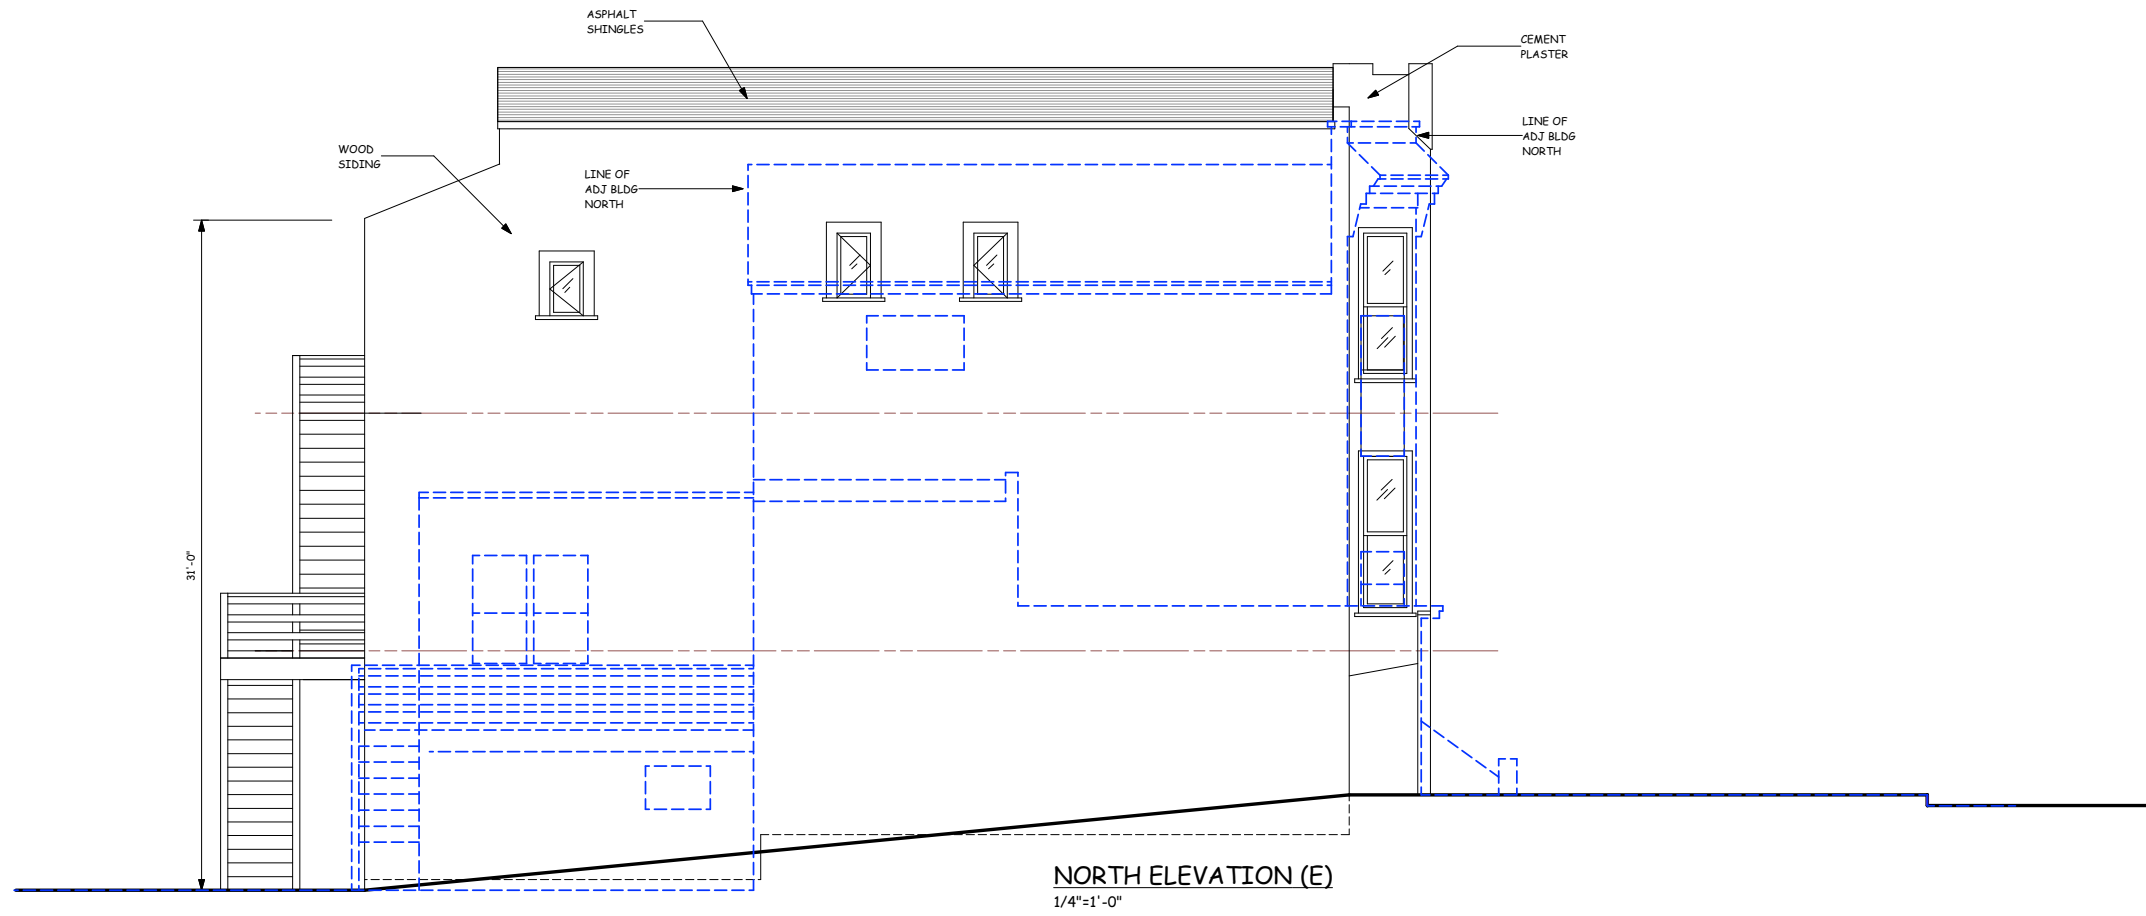 ASPHALT
SHINGLES
CEMENT
PLASTER
LINE OF
ADJ BLDG
NORTH
WOOD
SIDING
LINE OF
ADJ BLDG
NORTH
31'-0"
NORTH ELEVATION (E)
1/4"=1'-0"